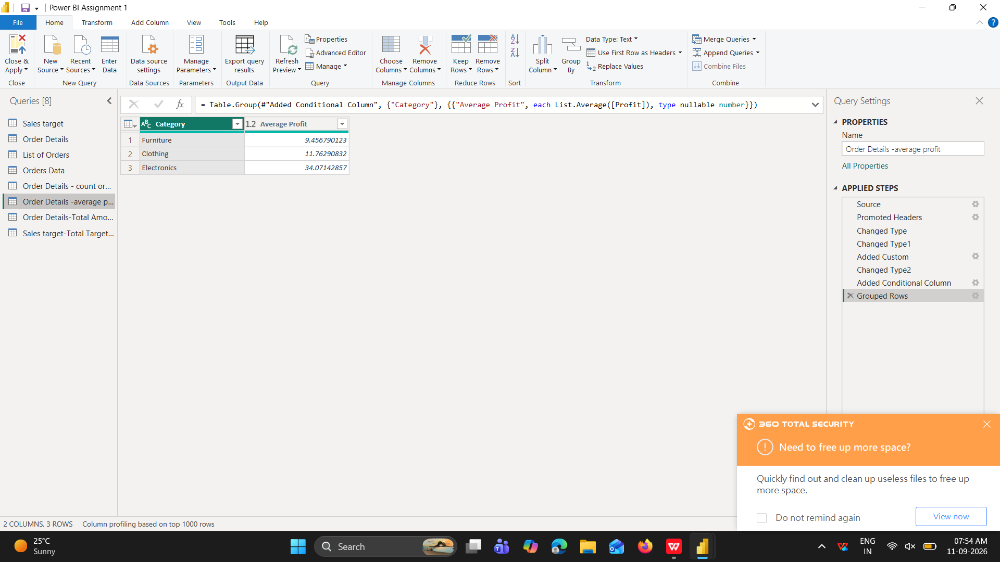 Power BI Assignment 1
File Home Transform Add Column View Tools Help
Close & Apply
New Source
Recent Sources
Enter Data
Data source settings
Manage Parameters
Export query results
Refresh Preview
Properties
Advanced Editor
Manage
Choose Columns
Remove Columns
Keep Rows
Remove Rows
Split Column
Group By
Data Type: Text
Use First Row as Headers
Replace Values
Merge Queries
Append Queries
Combine Files
Close New Query Data Sources Parameters Output Data Query Manage Columns Reduce Rows Sort Transform Combine
Queries [8]
Sales target
Order Details
List of Orders
Orders Data
Order Details - count or...
Order Details -average p...
Order Details-Total Amo...
Sales target-Total Target...
fx = Table.Group(#"Added Conditional Column", {"Category"}, {{"Average Profit", each List.Average([Profit]), type nullable number}})
ABC Category 1.2 Average Profit
1 Furniture 9.456790123
2 Clothing 11.76290832
3 Electronics 34.07142857
Query Settings
PROPERTIES
Name
Order Details -average profit
All Properties
APPLIED STEPS
Source
Promoted Headers
Changed Type
Changed Type1
Added Custom
Changed Type2
Added Conditional Column
Grouped Rows
360 TOTAL SECURITY
Need to free up more space?
Quickly find out and clean up useless files to free up
more space.
Do not remind again
View now
2 COLUMNS, 3 ROWS Column profiling based on top 1000 rows
25°C
Sunny
Search
ENG
IN
07:54 AM
11-09-2026